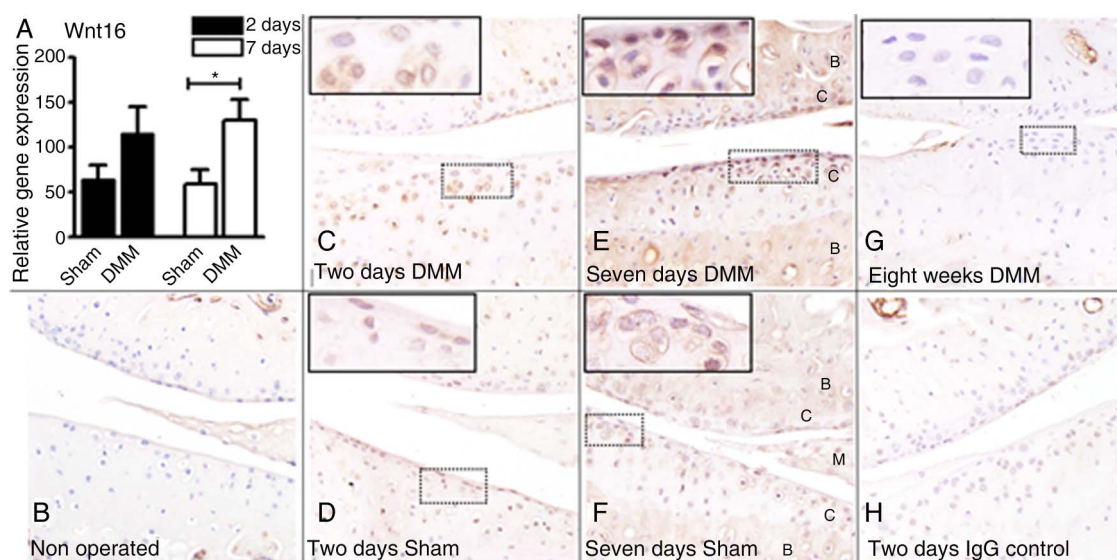 A
Wnt16
2 days
7 days
Relative gene expression
200
150
100
50
0
*
Sham
DMM
Sham
DMM
C
Two days DMM
B
C
C
E
B
Seven days DMM
G
Eight weeks DMM
B
Non operated
D
Two days Sham
B
C
M
F
C
Seven days Sham
B
H
Two days IgG control